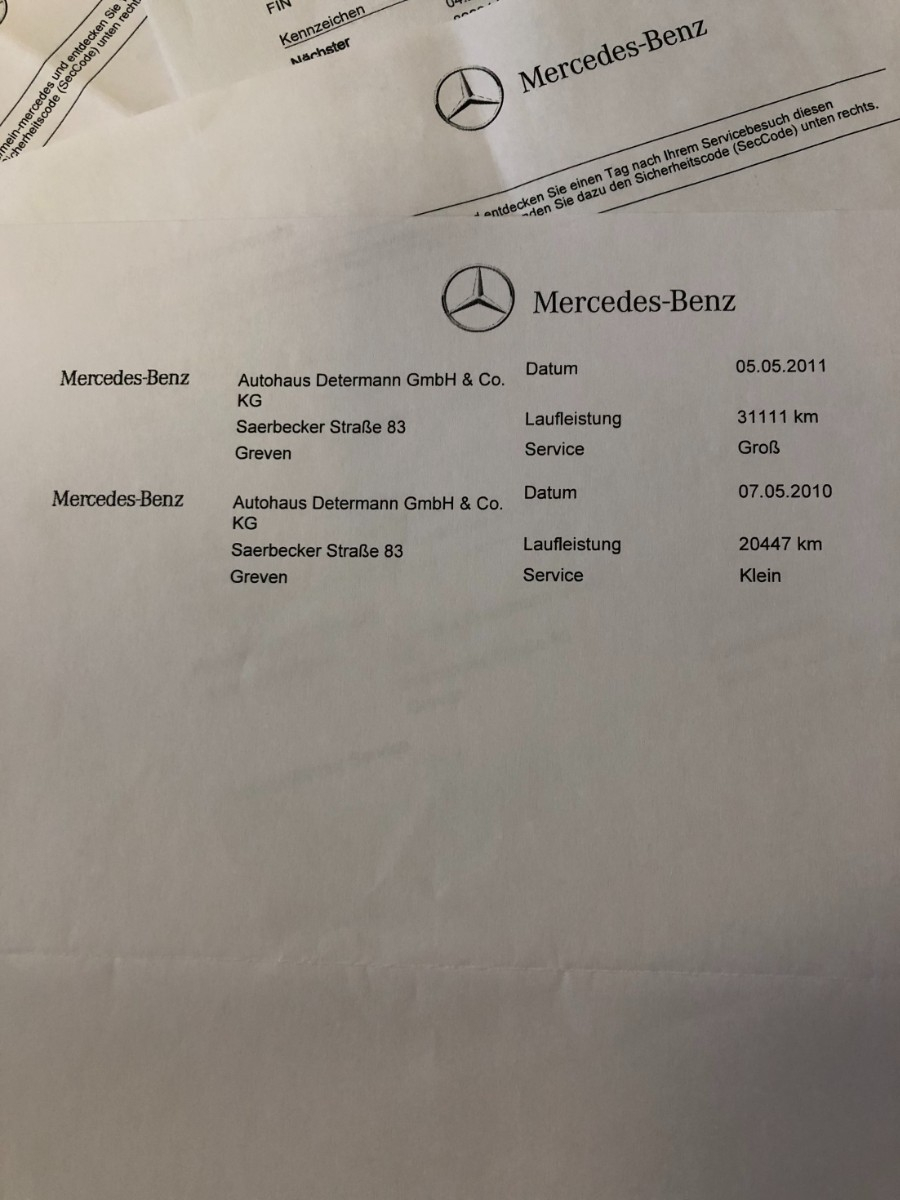 mein-mercedes und entdecken Sie
Sicherheitscode (SecCode) unten rechts
FIN
Kennzeichen
Nächster
Mercedes-Benz
entdecken Sie einen Tag nach Ihrem Servicebesuch diesen
Sie dazu den Sicherheitscode (SecCode) unten rechts.
Mercedes-Benz
Mercedes-Benz Autohaus Determann GmbH & Co. Datum 05.05.2011
KG
Saerbecker Straße 83 Laufleistung 31111 km
Greven Service Groß
Mercedes-Benz Autohaus Determann GmbH & Co. Datum 07.05.2010
KG
Saerbecker Straße 83 Laufleistung 20447 km
Greven Service Klein